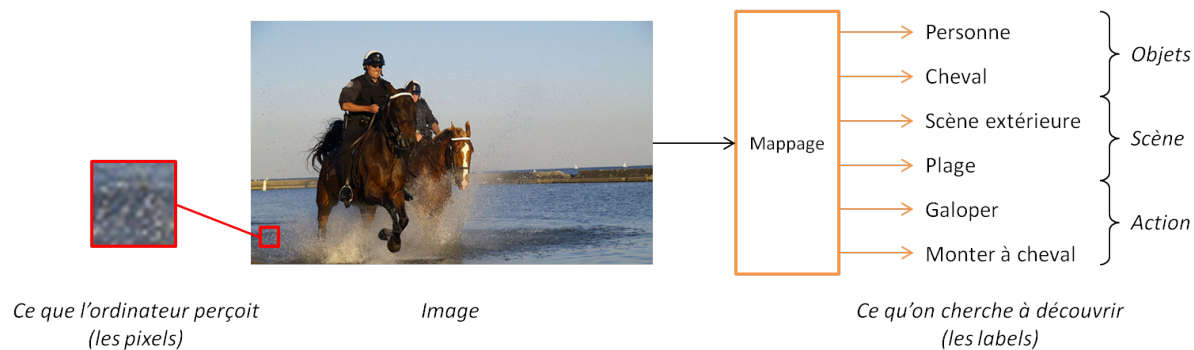 Personne
Cheval
Objets
Scène extérieure
Mappage
Scène
Plage
Galoper
Action
Monter à cheval
Ce que l'ordinateur perçoit
(les pixels)
Image
Ce qu'on cherche à découvrir
(les labels)